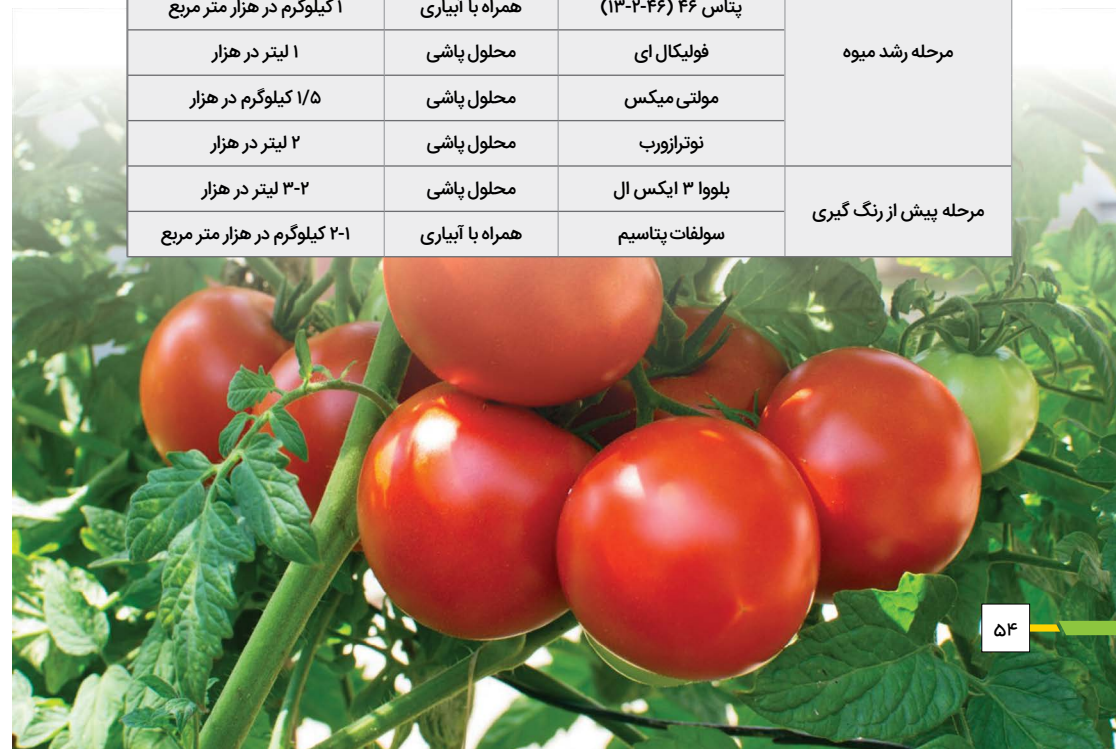 پتاس ۴۶ (۴۶-۲-۱۳) همراه با آبیاری ۱ کیلوگرم در هزار متر مربع
مرحله رشد میوه فولیکال ای محلول پاشی ۱ لیتر در هزار
مولتی میکس محلول پاشی ۱/۵ کیلوگرم در هزار
نوترازورب محلول پاشی ۲ لیتر در هزار
مرحله پیش از رنگ گیری بلووا ۳ ایکس ال محلول پاشی ۲-۳ لیتر در هزار
سولفات پتاسیم همراه با آبیاری ۱-۲ کیلوگرم در هزار متر مربع
۵۴